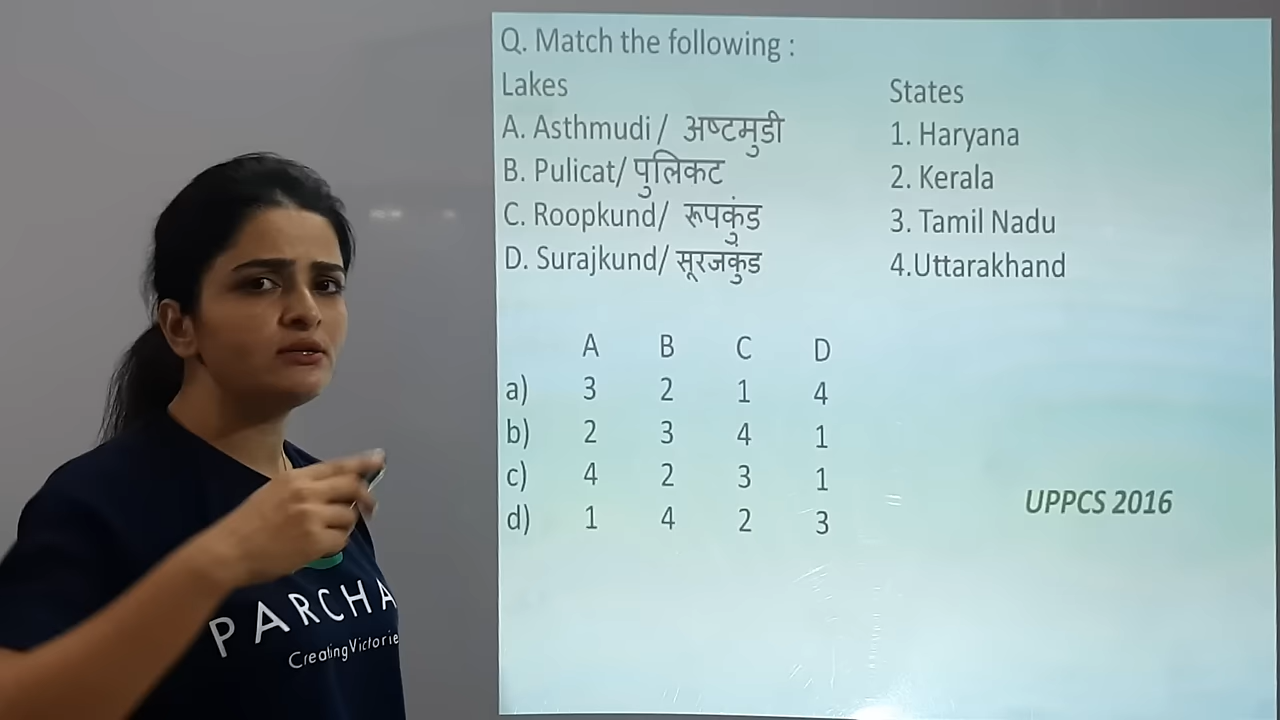 Q. Match the following :
Lakes States
A. Asthmudi / अष्टमुडी 1. Haryana
B. Pulicat/ पुलिकट 2. Kerala
C. Roopkund/ रूपकुंड 3. Tamil Nadu
D. Surajkund/ सूरजकुंड 4.Uttarakhand
A B C D
a) 3 2 1 4
b) 2 3 4 1
c) 4 2 3 1
d) 1 4 2 3
UPPCS 2016
PARCHA
CreatingVictorie